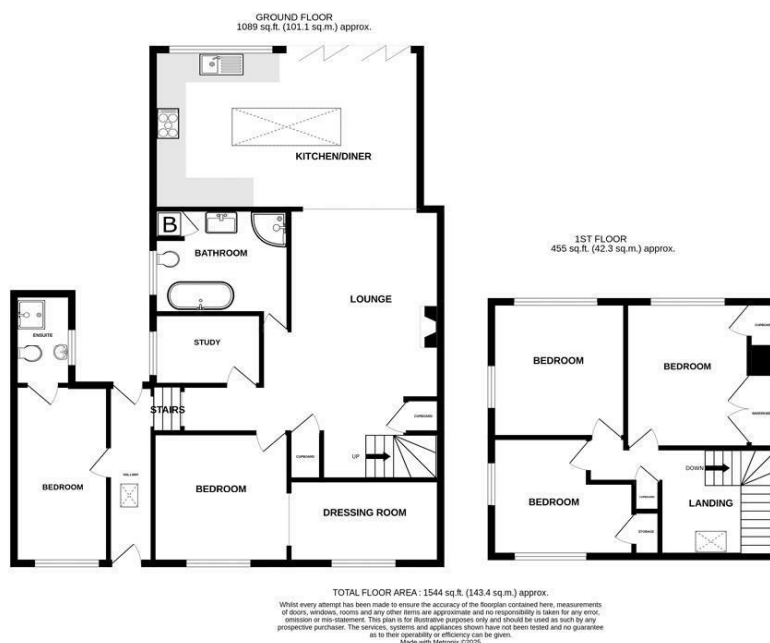 GROUND FLOOR
1089 sq.ft. (101.1 sq.m.) approx.
KITCHEN/DINER
B
BATHROOM
LOUNGE
ENSUITE
STUDY
STAIRS
CUPBOARD
UP
CUPBOARD
BEDROOM
HALLWAY
BEDROOM
DRESSING ROOM
1ST FLOOR
455 sq.ft. (42.3 sq.m.) approx.
CUPBOARD
BEDROOM
BEDROOM
WARDROBE
DOWN
BEDROOM
CUPBOARD
LANDING
STORAGE
TOTAL FLOOR AREA : 1544 sq.ft. (143.4 sq.m.) approx.
Whilst every attempt has been made to ensure the accuracy of the floorplan contained here, measurements
of doors, windows, rooms and any other items are approximate and no responsibility is taken for any error,
omission or mis-statement. This plan is for illustrative purposes only and should be used as such by any
prospective purchaser. The services, systems and appliances shown have not been tested and no guarantee
as to their operability or efficiency can be given.
Made with Metropix ©2025